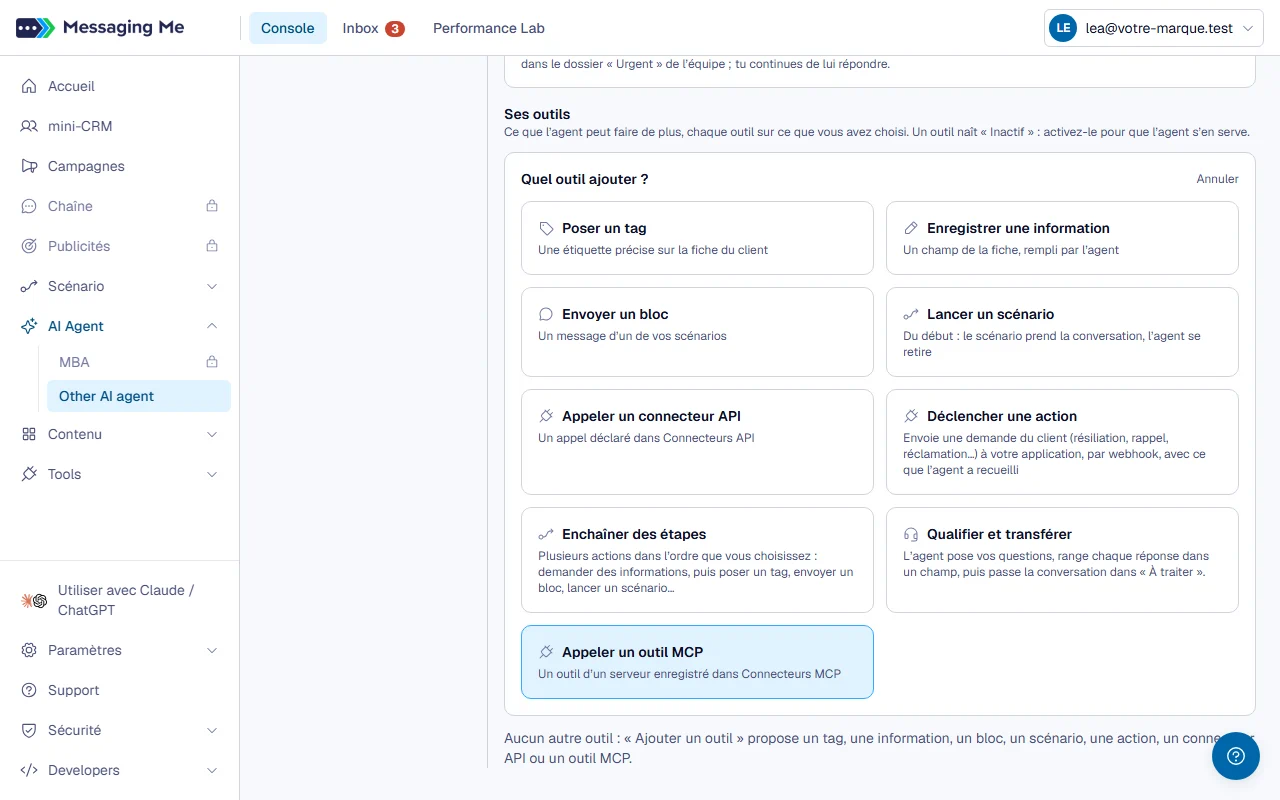 Messaging Me
Console
Inbox 3
Performance Lab
LE lea@votre-marque.test
Accueil
mini-CRM
Campagnes
Chaîne
Publicités
Scénario
AI Agent
MBA
Other AI agent
Contenu
Tools
Utiliser avec Claude /
ChatGPT
Paramètres
Support
Sécurité
Developers
dans le dossier « Urgent » de l'équipe ; tu continues de lui répondre.
Ses outils
Ce que l'agent peut faire de plus, chaque outil sur ce que vous avez choisi. Un outil naît « Inactif » : activez-le pour que l'agent s'en serve.
Quel outil ajouter ?
Annuler
Poser un tag
Une étiquette précise sur la fiche du client
Enregistrer une information
Un champ de la fiche, rempli par l'agent
Envoyer un bloc
Un message d'un de vos scénarios
Lancer un scénario
Du début : le scénario prend la conversation, l'agent se
retire
Appeler un connecteur API
Un appel déclaré dans Connecteurs API
Déclencher une action
Envoie une demande du client (résiliation, rappel,
réclamation…) à votre application, par webhook, avec ce
que l'agent a recueilli
Enchaîner des étapes
Plusieurs actions dans l'ordre que vous choisissez :
demander des informations, puis poser un tag, envoyer un
bloc, lancer un scénario…
Qualifier et transférer
L'agent pose vos questions, range chaque réponse dans
un champ, puis passe la conversation dans « À traiter ».
Appeler un outil MCP
Un outil d'un serveur enregistré dans Connecteurs MCP
Aucun autre outil : « Ajouter un outil » propose un tag, une information, un bloc, un scénario, une action, un
API ou un outil MCP.